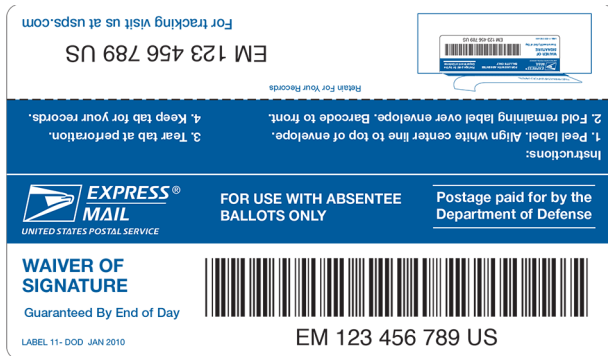 For tracking visit us at usps.com
EM 123 456 789 US
Retain For Your Records
Instructions:
1. Peel label. Align white center line to top of envelope.
2. Fold remaining label over envelope. Barcode to front.
3. Tear tab at perforation.
4. Keep tab for your records.
EXPRESS®
MAIL
UNITED STATES POSTAL SERVICE
FOR USE WITH ABSENTEE
BALLOTS ONLY
Postage paid for by the
Department of Defense
WAIVER OF
SIGNATURE
Guaranteed By End of Day
LABEL 11- DOD JAN 2010
EM 123 456 789 US